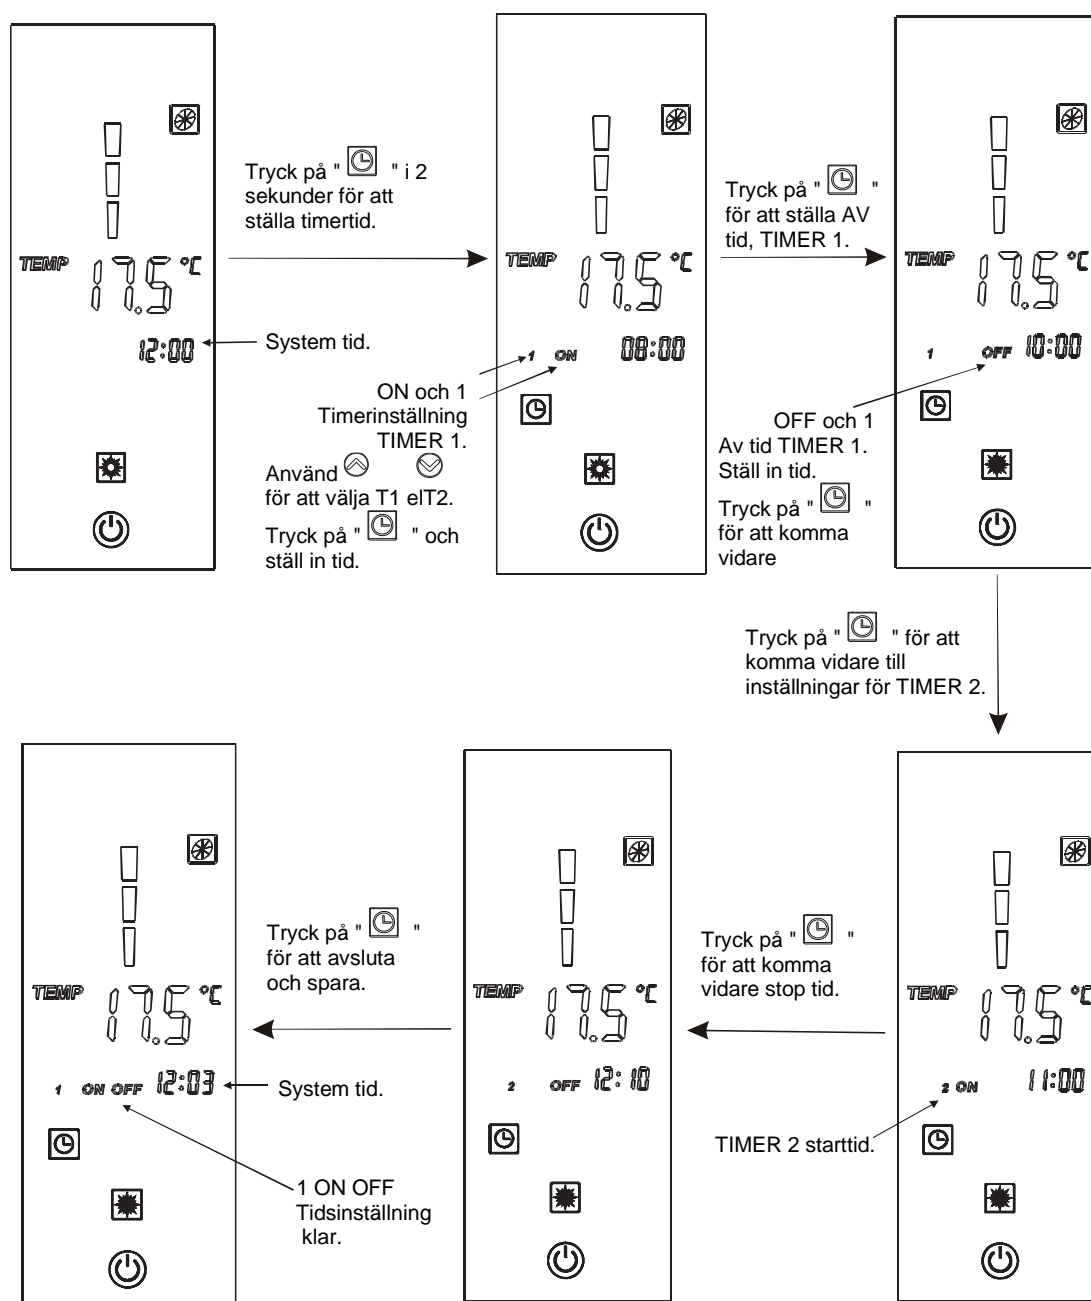 Tryck på " " i 2
sekunder för att
ställa timertid.
TEMP 17.5 °C
12:00
System tid.
TEMP 17.5 °C
1 ON 08:00
ON och 1
Timerinställning
TIMER 1.
Använd
för att välja T1 elT2.
Tryck på " " och
ställ in tid.
Tryck på " "
för att ställa AV
tid, TIMER 1.
TEMP 17.5 °C
1 OFF 10:00
OFF och 1
Av tid TIMER 1.
Ställ in tid.
Tryck på " "
för att komma
vidare
Tryck på " " för att
komma vidare till
inställningar för TIMER 2.
TEMP 17.5 °C
2 ON 11:00
TIMER 2 starttid.
Tryck på " "
för att komma
vidare stop tid.
TEMP 17.5 °C
2 OFF 12:10
Tryck på " "
för att avsluta
och spara.
TEMP 17.5 °C
1 ON OFF 12:03
System tid.
1 ON OFF
Tidsinställning
klar.